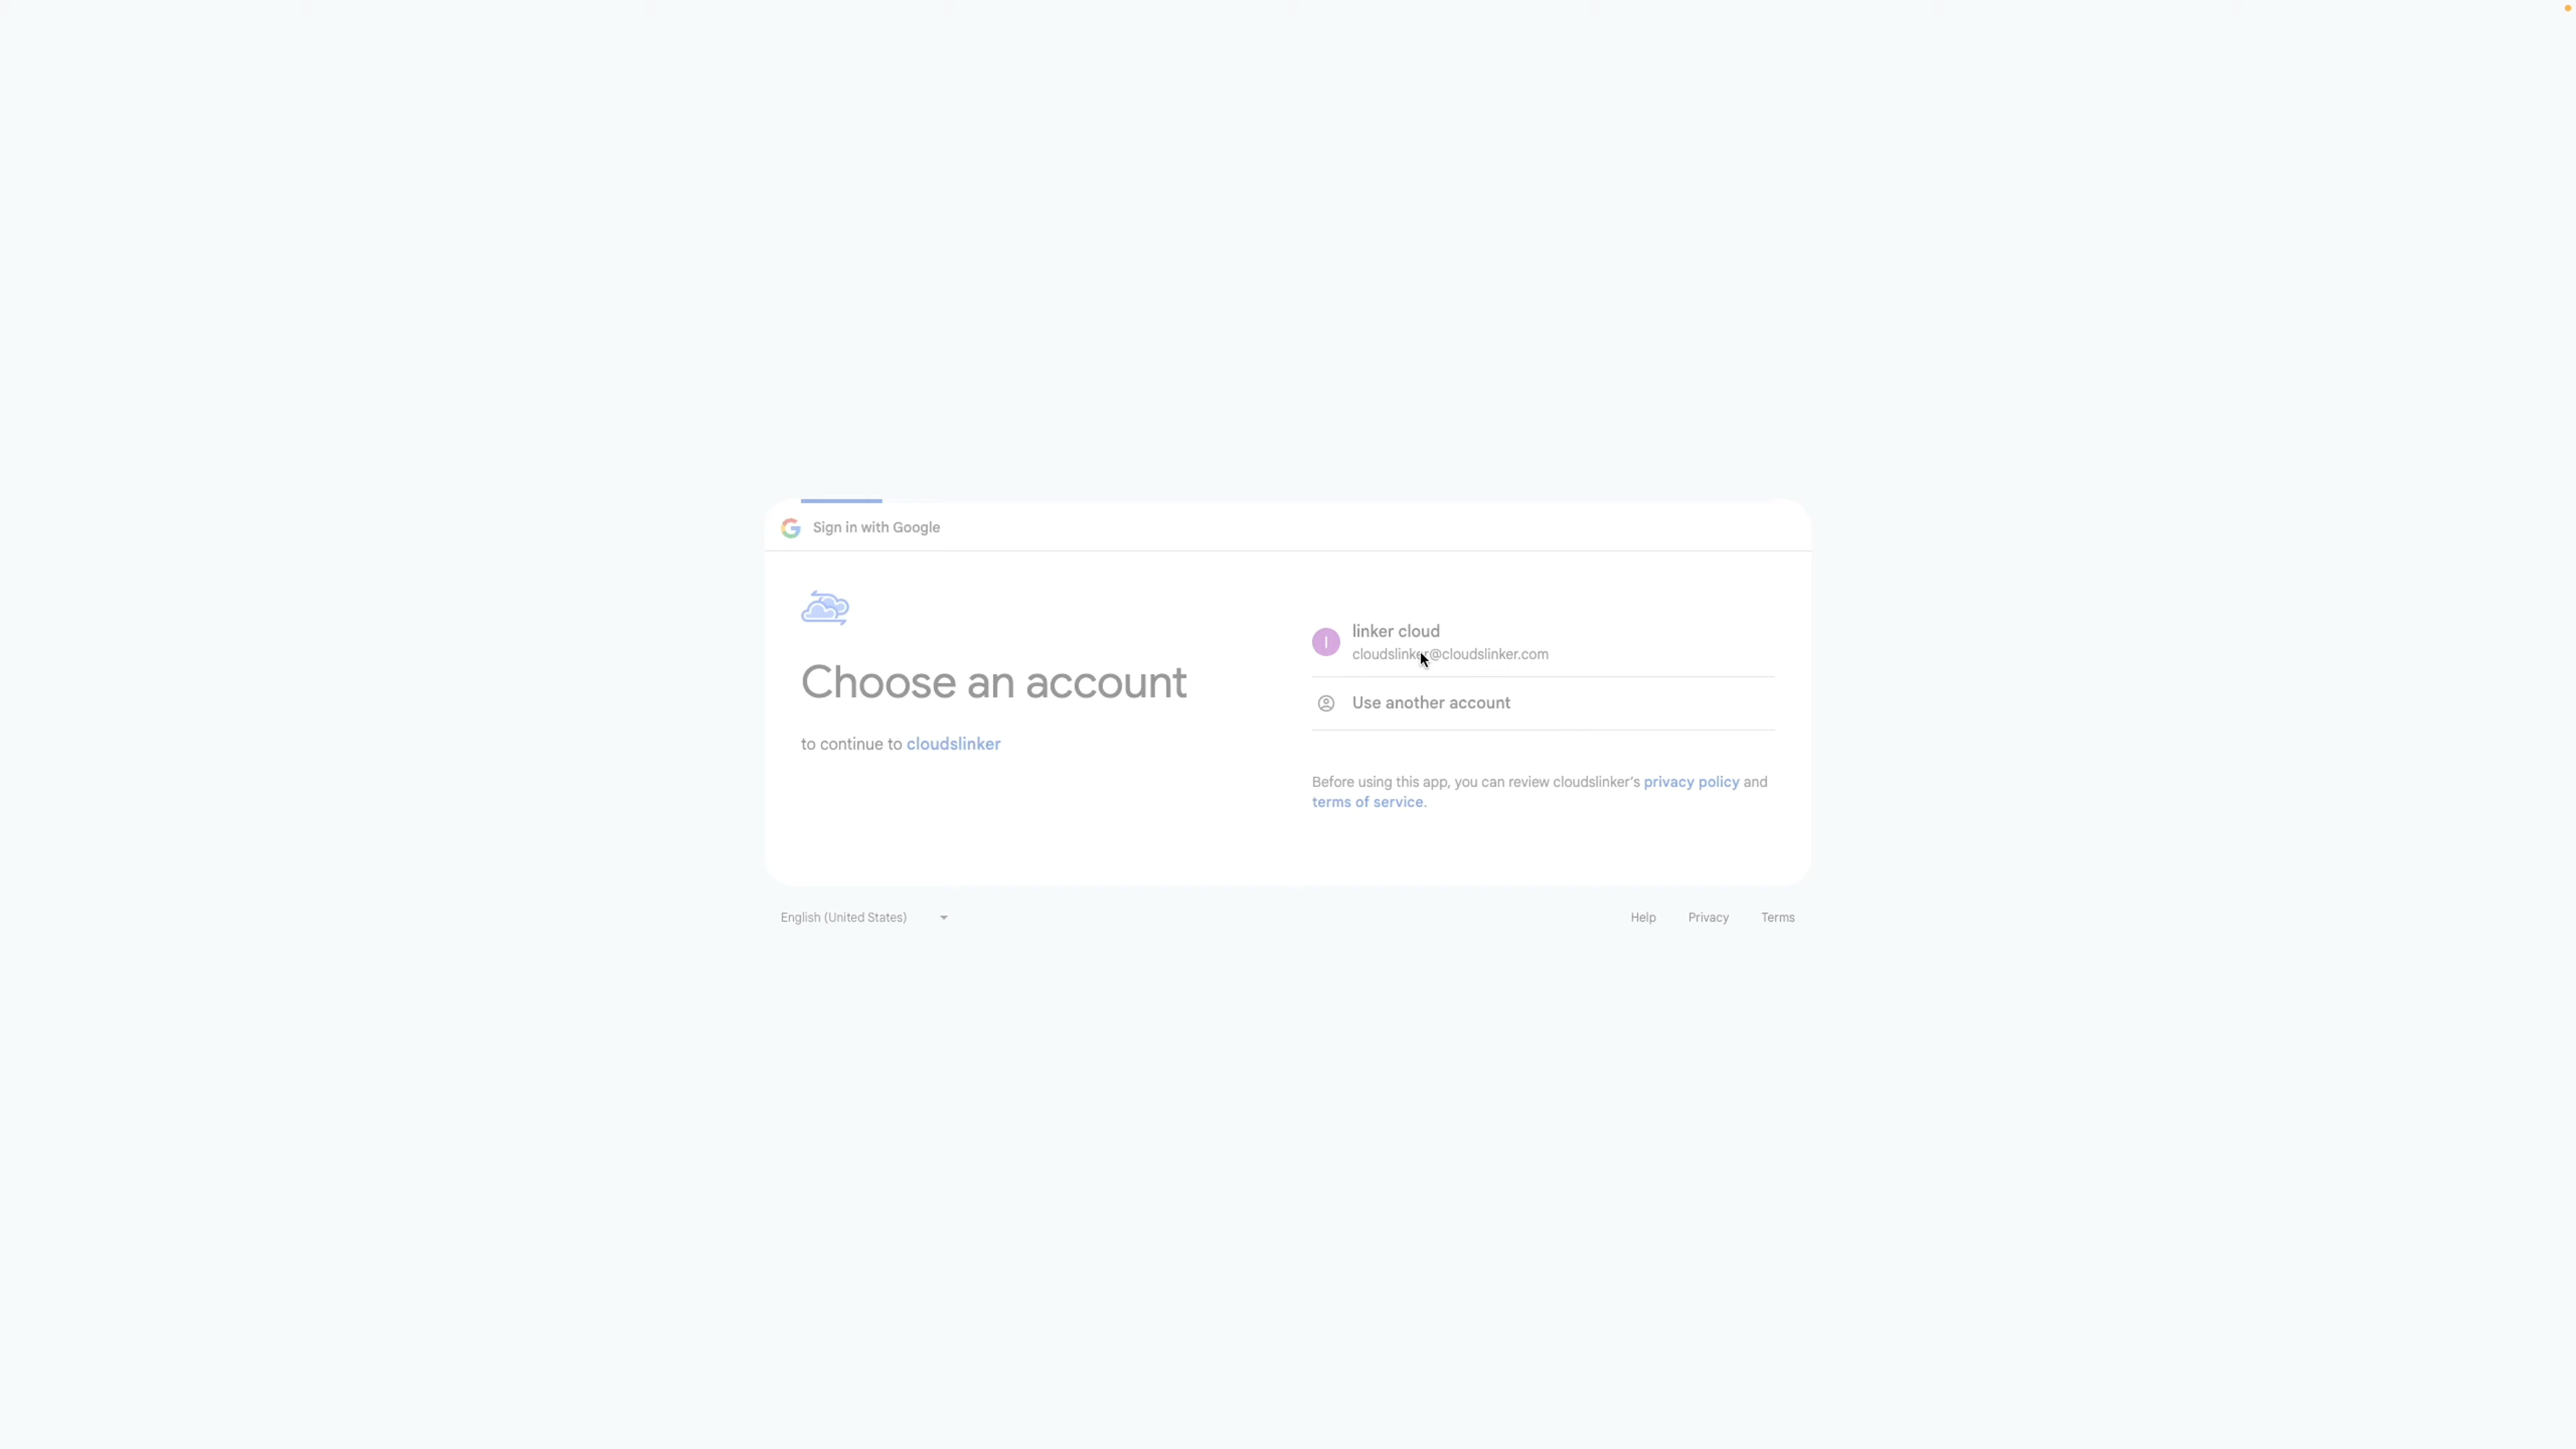 Sign in with Google
Choose an account
to continue to cloudslinker
l
linker cloud
cloudslinker@cloudslinker.com
Use another account
Before using this app, you can review cloudslinker's privacy policy and
terms of service.
English (United States)
Help Privacy Terms